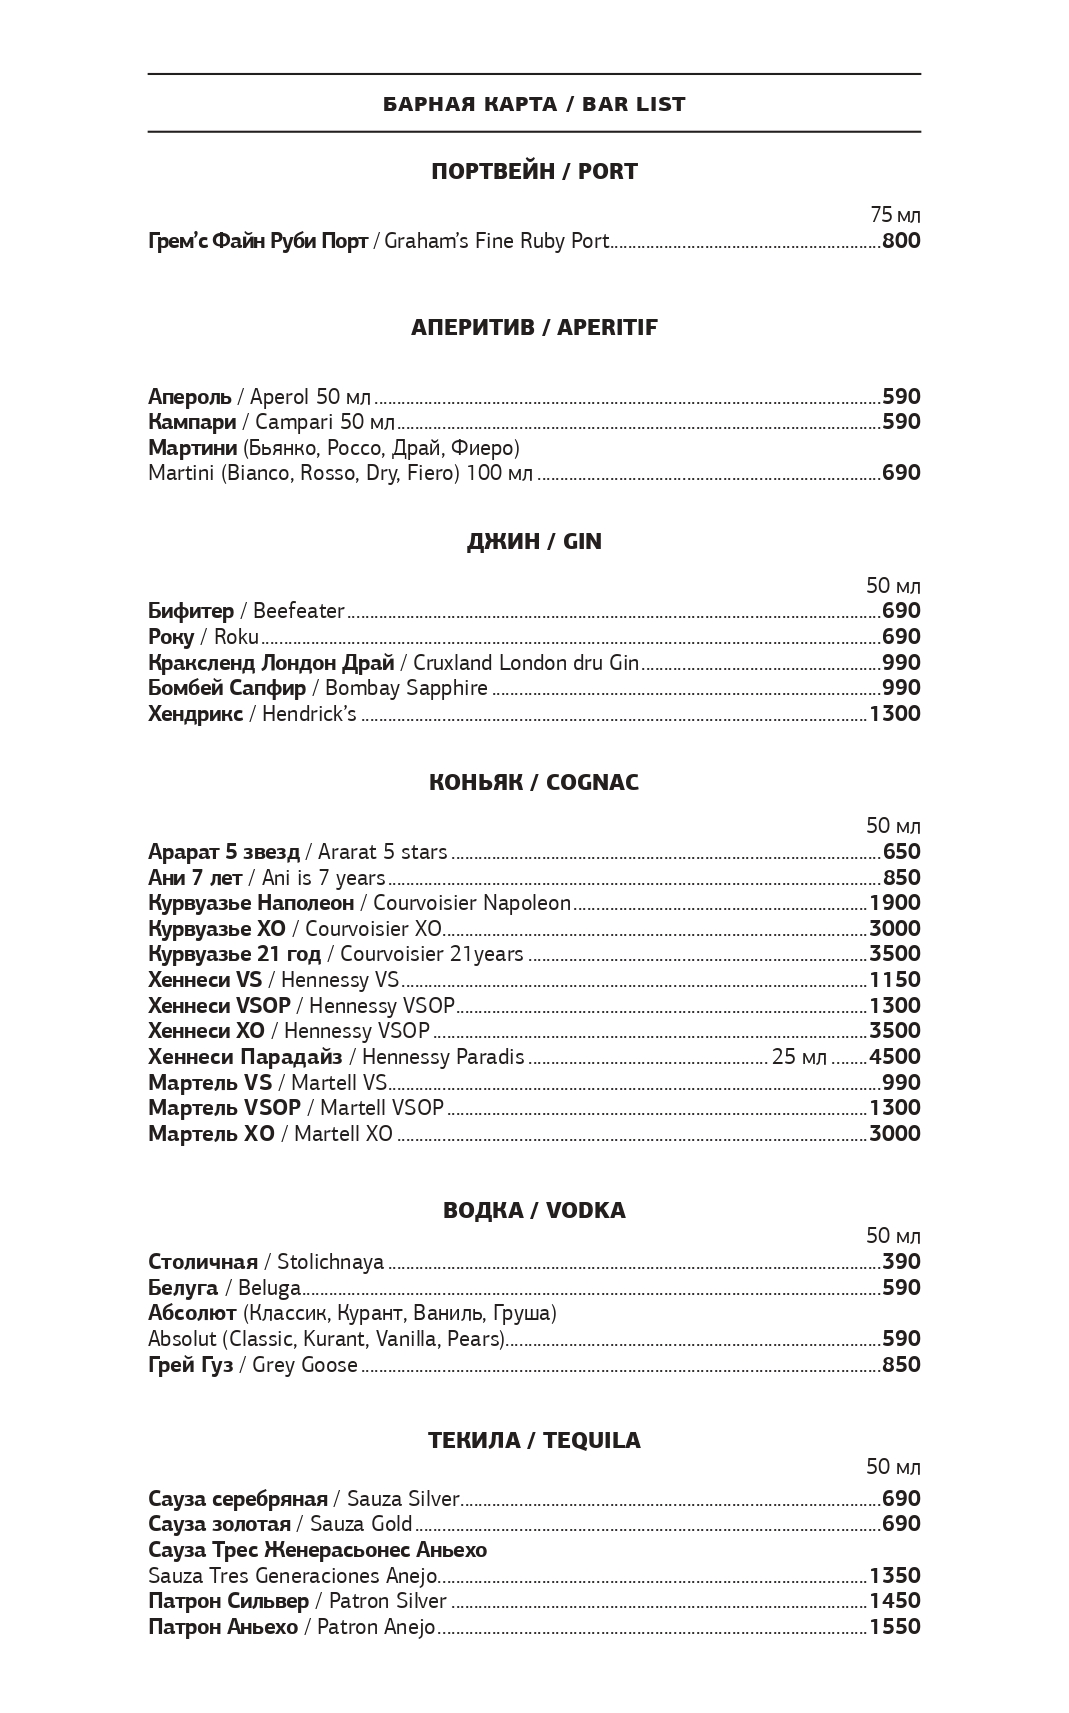 БАРНАЯ КАРТА / BAR LIST
ПОРТВЕЙН / PORT
75 мл
Грем’с Файн Руби Порт / Graham’s Fine Ruby Port......800
АПЕРИТИВ / APERITIF
Апероль / Aperol 50 мл......590
Кампари / Campari 50 мл......590
Мартини (Бьянко, Россо, Драй, Фиеро)
Martini (Bianco, Rosso, Dry, Fiero) 100 мл......690
ДЖИН / GIN
50 мл
Бифитер / Beefeater......690
Року / Roku......690
Краксленд Лондон Драй / Cruxland London dru Gin......990
Бомбей Сапфир / Bombay Sapphire......990
Хендрикс / Hendrick’s......1300
КОНЬЯК / COGNAC
50 мл
Арарат 5 звезд / Ararat 5 stars......650
Ани 7 лет / Ani is 7 years......850
Курвуазье Наполеон / Courvoisier Napoleon......1900
Курвуазье XO / Courvoisier XO......3000
Курвуазье 21 год / Courvoisier 21years......3500
Хеннеси VS / Hennessy VS......1150
Хеннеси VSOP / Hennessy VSOP......1300
Хеннеси XO / Hennessy VSOP......3500
Хеннеси Парадайз / Hennessy Paradis......25 мл......4500
Мартель VS / Martell VS......990
Мартель VSOP / Martell VSOP......1300
Мартель XO / Martell XO......3000
ВОДКА / VODKA
50 мл
Столичная / Stolichnaya......390
Белуга / Beluga......590
Абсолют (Классик, Курант, Ваниль, Груша)
Absolut (Classic, Kurant, Vanilla, Pears)......590
Грей Гуз / Grey Goose......850
ТЕКИЛА / TEQUILA
50 мл
Сауза серебряная / Sauza Silver......690
Сауза золотая / Sauza Gold......690
Сауза Трес Женерасьонес Аньехо
Sauza Tres Generaciones Anejo......1350
Патрон Сильвер / Patron Silver......1450
Патрон Аньехо / Patron Anejo......1550